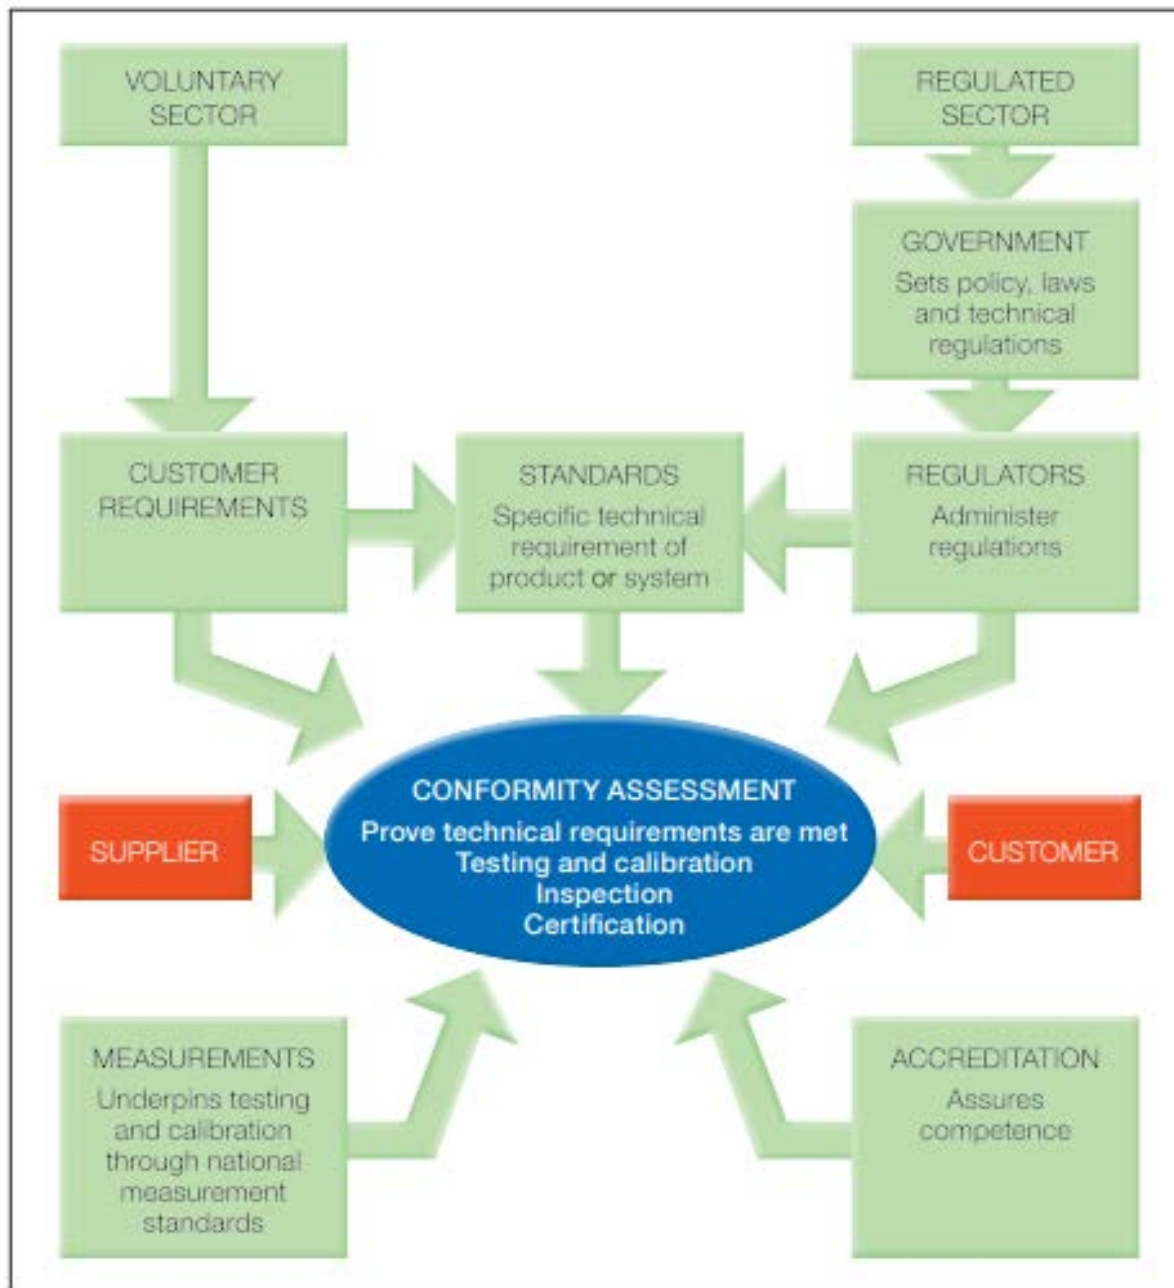 VOLUNTARY
SECTOR
REGULATED
SECTOR
GOVERNMENT
Sets policy, laws
and technical
regulations
CUSTOMER
REQUIREMENTS
STANDARDS
Specific technical
requirement of
product or system
REGULATORS
Administer
regulations
CONFORMITY ASSESSMENT
Prove technical requirements are met
Testing and calibration
Inspection
Certification
SUPPLIER
CUSTOMER
MEASUREMENTS
Underpins testing
and calibration
through national
measurement
standards
ACCREDITATION
Assures
competence